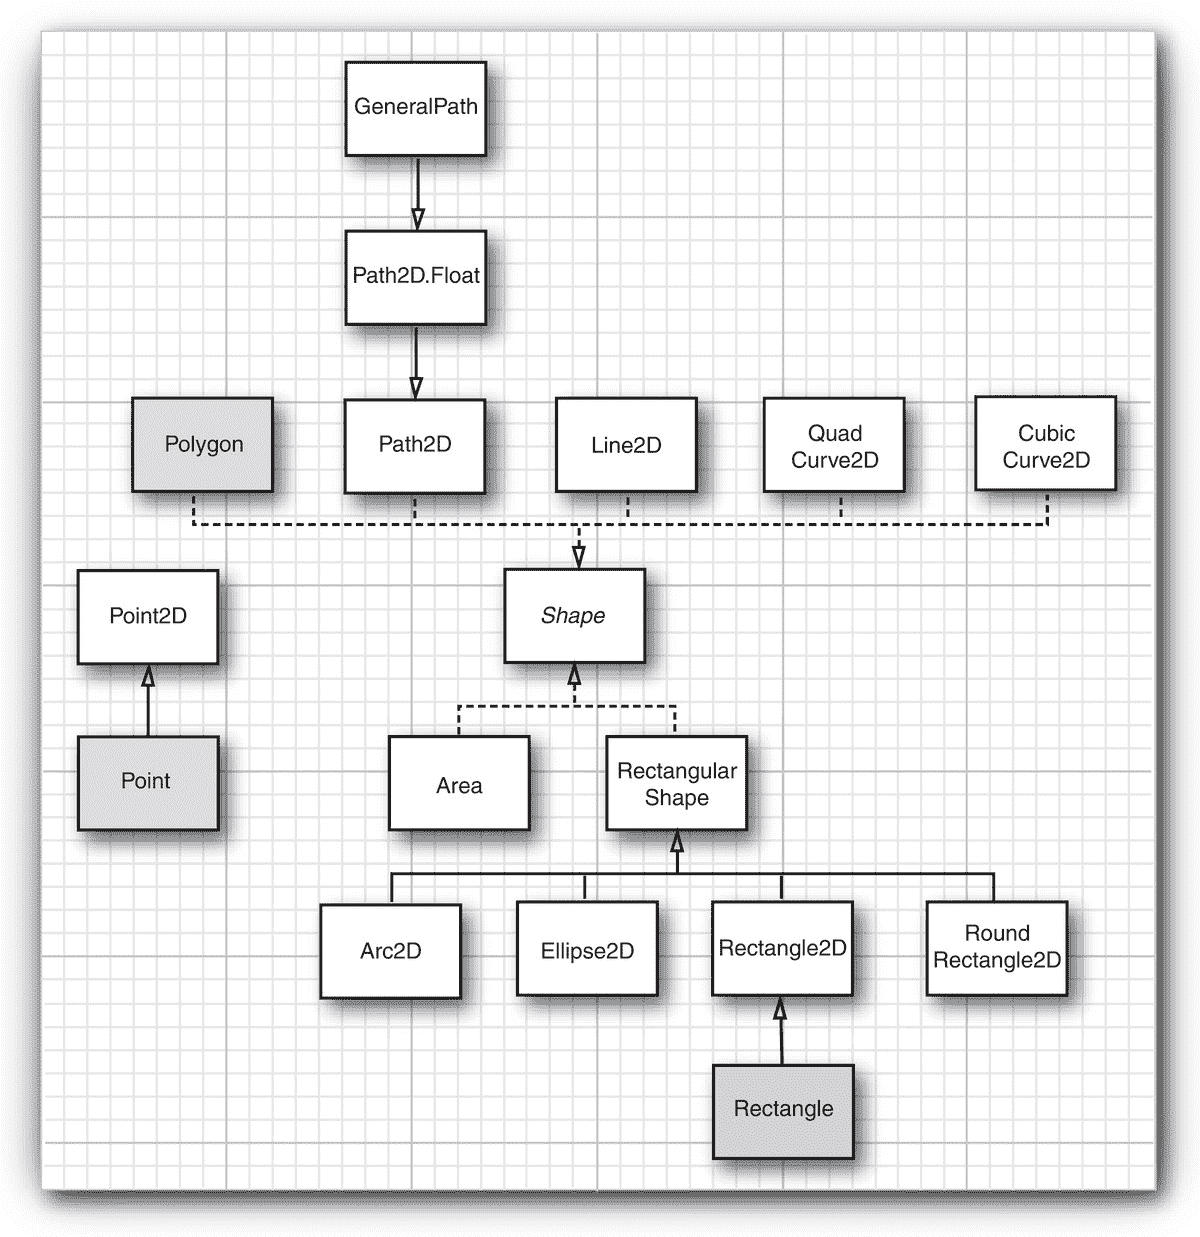 GeneralPath
Path2D.Float
Polygon
Path2D
Line2D
Quad
Curve2D
Cubic
Curve2D
Point2D
Shape
Point
Area
Rectangular
Shape
Arc2D
Ellipse2D
Rectangle2D
Round
Rectangle2D
Rectangle